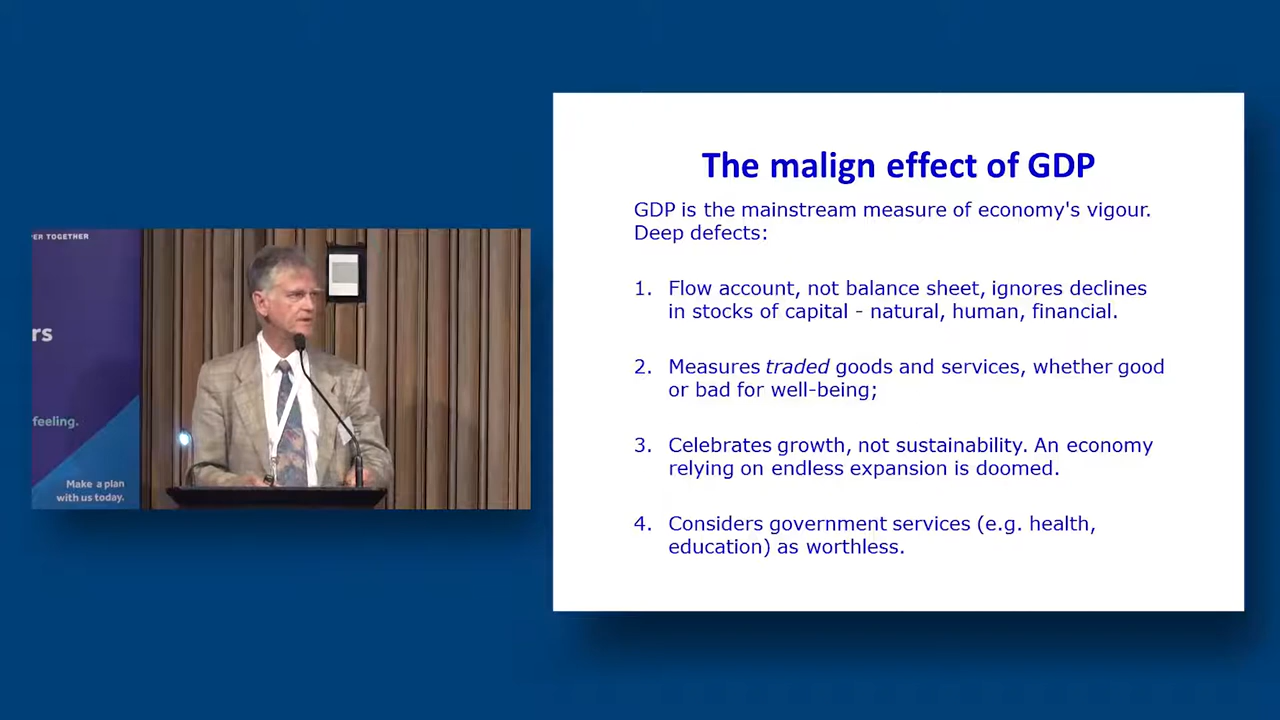 PER TOGETHER
rs
feeling.
Make a plan
with us today.
The malign effect of GDP
GDP is the mainstream measure of economy's vigour.
Deep defects:
1. Flow account, not balance sheet, ignores declines
in stocks of capital - natural, human, financial.
2. Measures traded goods and services, whether good
or bad for well-being;
3. Celebrates growth, not sustainability. An economy
relying on endless expansion is doomed.
4. Considers government services (e.g. health,
education) as worthless.